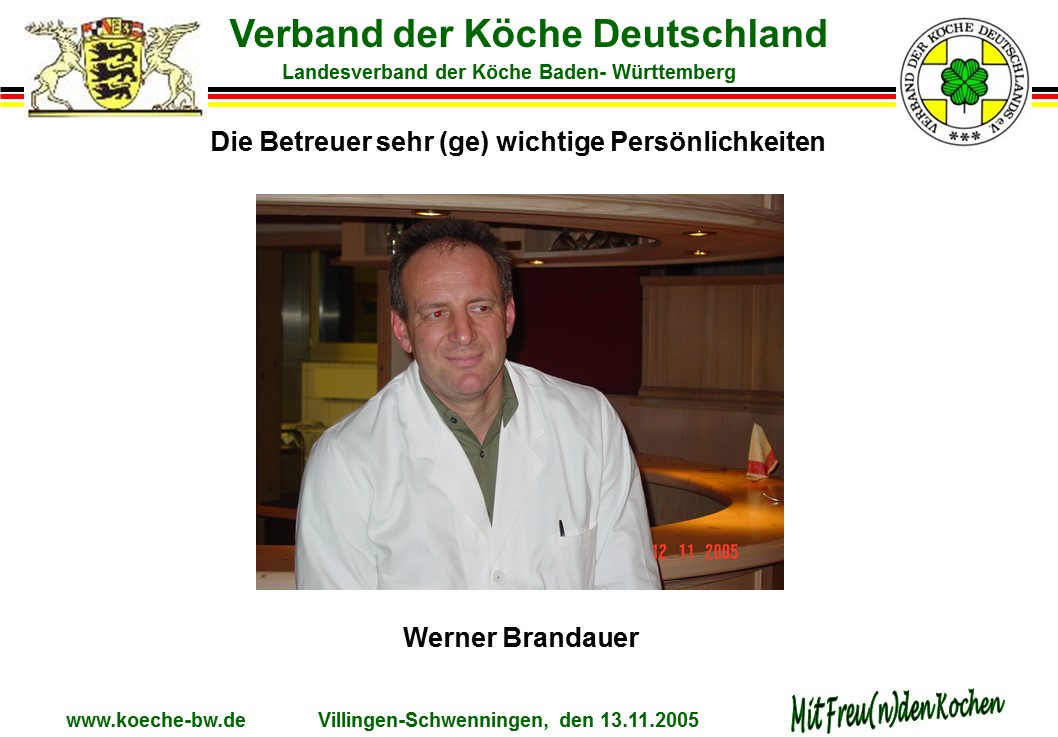 Verband der Köche Deutschland
Landesverband der Köche Baden- Württemberg
VERBAND DER KÖCHE DEUTSCHLANDS e.V.
Die Betreuer sehr (ge) wichtige Persönlichkeiten
12 11 2005
Werner Brandauer
www.koeche-bw.de Villingen-Schwenningen, den 13.11.2005
Mit Freu(n)den Kochen